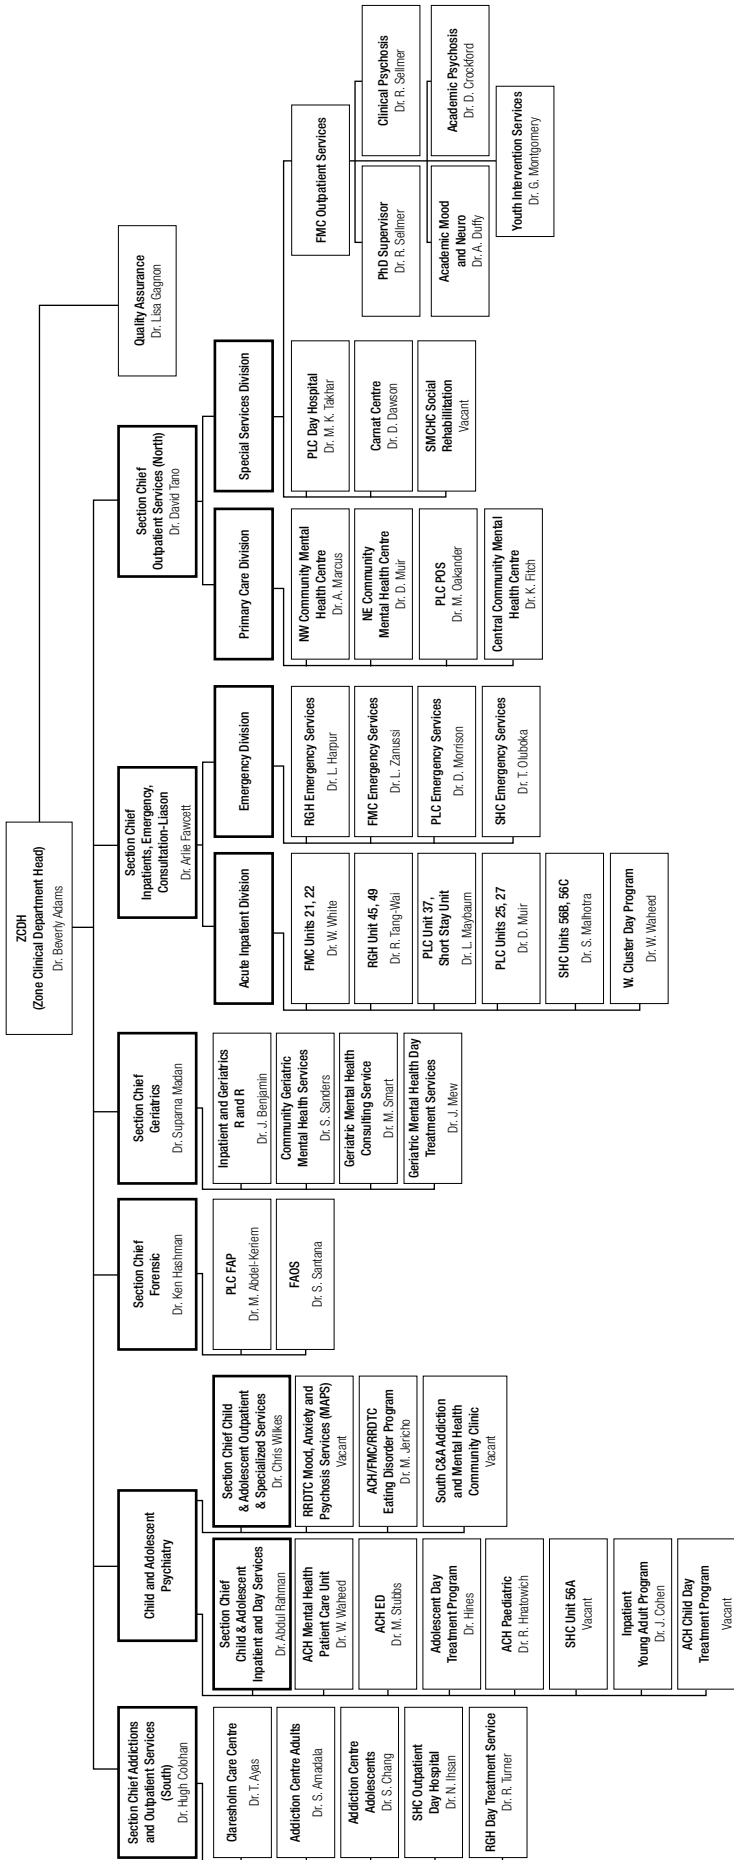 ZCDH
(Zone Clinical Department Head)
Dr. Beverly Adams
Quality Assurance
Dr. Lisa Gagnon
Section Chief Addictions
and Outpatient Services
(South)
Dr. Hugh Colohan
Claresholm Care Centre
Dr. T. Ayas
Addiction Centre Adults
Dr. S. Amadala
Addiction Centre
Adolescents
Dr. S. Chang
SHC Outpatient
Day Hospital
Dr. N. Ihsan
RGH Day Treatment Service
Dr. R. Turner
Child and Adolescent
Psychiatry
Section Chief
Child & Adolescent
Inpatient and Day Services
Dr. Abdul Rahman
ACH Mental Health
Patient Care Unit
Dr. W. Waheed
ACH ED
Dr. M. Stubbs
Adolescent Day
Treatment Program
Dr. Hines
ACH Paediatric
Dr. R. Hnatowich
SHC Unit 56A
Vacant
Inpatient
Young Adult Program
Dr. J. Cohen
ACH Child Day
Treatment Program
Vacant
Section Chief Child
& Adolescent Outpatient
& Specialized Services
Dr. Chris Wilkes
RRDTC Mood, Anxiety and
Psychosis Services (MAPS)
Vacant
ACH/FMC/RRDTC
Eating Disorder Program
Dr. M. Jericho
South C&A Addiction
and Mental Health
Community Clinic
Vacant
Section Chief
Forensic
Dr. Ken Hashman
PLC FAP
Dr. M. Abdel-Keriem
FAOS
Dr. S. Santana
Section Chief
Geriatrics
Dr. Suparna Madan
Inpatient and Geriatrics
R and R
Dr. J. Benjamin
Community Geriatric
Mental Health Services
Dr. S. Sanders
Geriatric Mental Health
Consulting Service
Dr. M. Smart
Geriatric Mental Health Day
Treatment Services
Dr. J. Mew
Section Chief
Inpatients, Emergency,
Consultation-Liason
Dr. Arlie Fawcett
Acute Inpatient Division
FMC Units 21, 22
Dr. W. White
RGH Unit 45, 49
Dr. R. Tang-Wai
PLC Unit 37,
Short Stay Unit
Dr. L. Maybaum
PLC Units 25, 27
Dr. D. Muir
SHC Units 56B, 56C
Dr. S. Malhotra
W. Cluster Day Program
Dr. W. Waheed
Emergency Division
RGH Emergency Services
Dr. L. Harpur
FMC Emergency Services
Dr. L. Zanussi
PLC Emergency Services
Dr. D. Morrison
SHC Emergency Services
Dr. T. Oluboka
Section Chief
Outpatient Services (North)
Dr. David Tano
Primary Care Division
NW Community Mental
Health Centre
Dr. A. Marcus
NE Community
Mental Health Centre
Dr. D. Muir
PLC POS
Dr. M. Oakander
Central Community Mental
Health Centre
Dr. K. Fitch
Special Services Division
PLC Day Hospital
Dr. M. K. Takhar
Carnat Centre
Dr. D. Dawson
SMCHC Social
Rehabilitation
Vacant
FMC Outpatient Services
PhD Supervisor
Dr. R. Sellmer
Clinical Psychosis
Dr. R. Sellmer
Academic Mood
and Neuro
Dr. A. Duffy
Academic Psychosis
Dr. D. Crockford
Youth Intervention Services
Dr. G. Montgomery